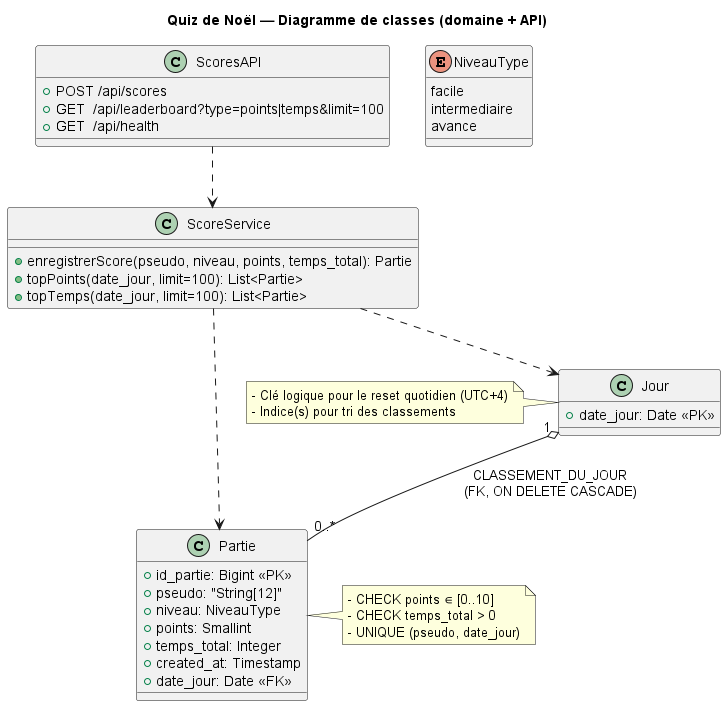 Quiz de Noël — Diagramme de classes (domaine + API)
C ScoresAPI
POST /api/scores
GET  /api/leaderboard?type=points|temps&limit=100
GET  /api/health
E NiveauType
facile
intermediaire
avance
C ScoreService
enregistrerScore(pseudo, niveau, points, temps_total): Partie
topPoints(date_jour, limit=100): List<Partie>
topTemps(date_jour, limit=100): List<Partie>
- Clé logique pour le reset quotidien (UTC+4)
- Indice(s) pour tri des classements
C Jour
date_jour: Date «PK»
1
CLASSEMENT_DU_JOUR
(FK, ON DELETE CASCADE)
0..*
C Partie
id_partie: Bigint «PK»
pseudo: "String[12]"
niveau: NiveauType
points: Smallint
temps_total: Integer
created_at: Timestamp
date_jour: Date «FK»
- CHECK points ∈ [0..10]
- CHECK temps_total > 0
- UNIQUE (pseudo, date_jour)